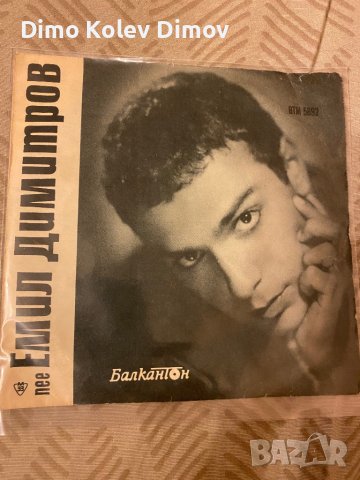 Dimo Kolev Dimov
пее ЕМИЛ ДИМИТРОВ
ВТМ 5892
Балкантон
BAZAR